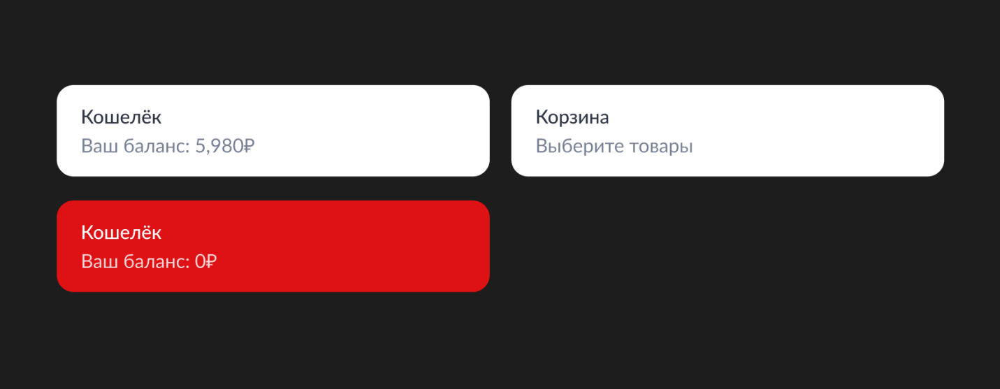 Кошелёк
Ваш баланс: 5,980₽
Корзина
Выберите товары
Кошелёк
Ваш баланс: 0₽